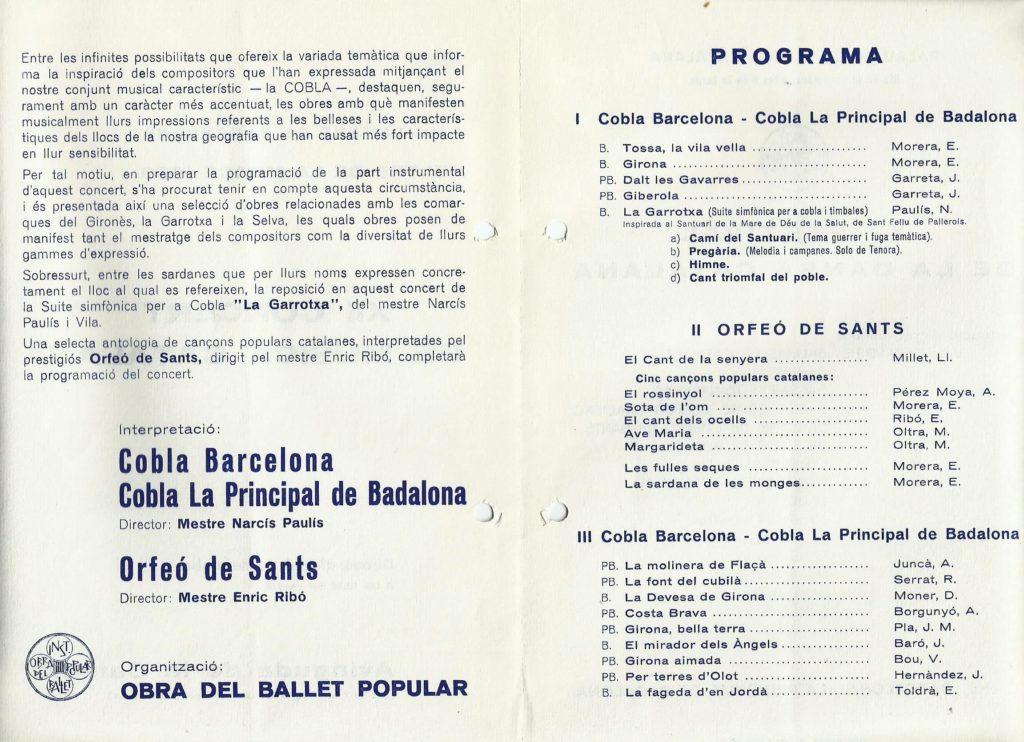 Entre les infinites possibilitats que ofereix la variada temàtica que infor-
ma la inspiració dels compositors que l'han expressada mitjançant el
nostre conjunt musical característic — la COBLA —, destaquen, segu-
rament amb un caràcter més accentuat, les obres amb què manifesten
musicalment llurs impressions referents a les belleses i les caracterís-
tiques dels llocs de la nostra geografia que han causat més fort impacte
en llur sensibilitat.
Per tal motiu, en preparar la programació de la part instrumental
d'aquest concert, s'ha procurat tenir en compte aquesta circumstància,
i és presentada així una selecció d'obres relacionades amb les comar-
ques del Gironès, la Garrotxa i la Selva, les quals obres posen de
manifest tant el mestratge dels compositors com la diversitat de llurs
gammes d'expressió.
Sobressurt, entre les sardanes que per llurs noms expressen concre-
tament el lloc al qual es refereixen, la reposició en aquest concert de
la Suite simfònica per a Cobla "La Garrotxa", del mestre Narcís
Paulís i Vila.
Una selecta antologia de cançons populars catalanes, interpretades pel
prestigiós Orfeó de Sants, dirigit pel mestre Enric Ribó, completarà
la programació del concert.
Interpretació:
Cobla Barcelona
Cobla La Principal de Badalona
Director: Mestre Narcís Paulís
Orfeó de Sants
Director: Mestre Enric Ribó
Organització:
OBRA DEL BALLET POPULAR
PROGRAMA
I Cobla Barcelona - Cobla La Principal de Badalona
B. Tossa, la vila vella ...................... Morera, E.
B. Girona ..................................... Morera, E.
PB. Dalt les Gavarres ........................ Garreta, J.
PB. Giberola .................................. Garreta, J.
B. La Garrotxa (Suite simfònica per a cobla i timbales) Paulís, N.
Inspirada al Santuari de la Mare de Déu de la Salut, de Sant Feliu de Pallerols.
a) Camí del Santuari. (Tema guerrer i fuga temàtica).
b) Pregària. (Melodia i campanes. Solo de Tenora).
c) Himne.
d) Cant triomfal del poble.
II ORFEÓ DE SANTS
El Cant de la senyera ................. Millet, Ll.
Cinc cançons populars catalanes:
El rossinyol .............................. Pérez Moya, A.
Sota de l'om .... ......................... Morera, E.
El cant dels ocells ....................... Ribó, E.
Ave Maria ................................ Oltra, M.
Margarideta .............................. Oltra, M.
Les fulles seques ...................... Morera, E.
La sardana de les monges ............. Morera, E.
III Cobla Barcelona - Cobla La Principal de Badalona
PB. La molinera de Flaçà ................... Juncà, A.
PB. La font del cubilà ........................ Serrat, R.
B. La Devesa de Girona .................... Moner, D.
PB. Costa Brava .............................. Borgunyó, A.
PB. Girona, bella terra ....................... Pla, J. M.
B. El mirador dels Àngels ................. Baró, J.
PB. Girona aimada ........................... Bou, V.
PB. Per terres d'Olot ......................... Hernàndez, J.
B. La fageda d'en Jordà ................... Toldrà, E.